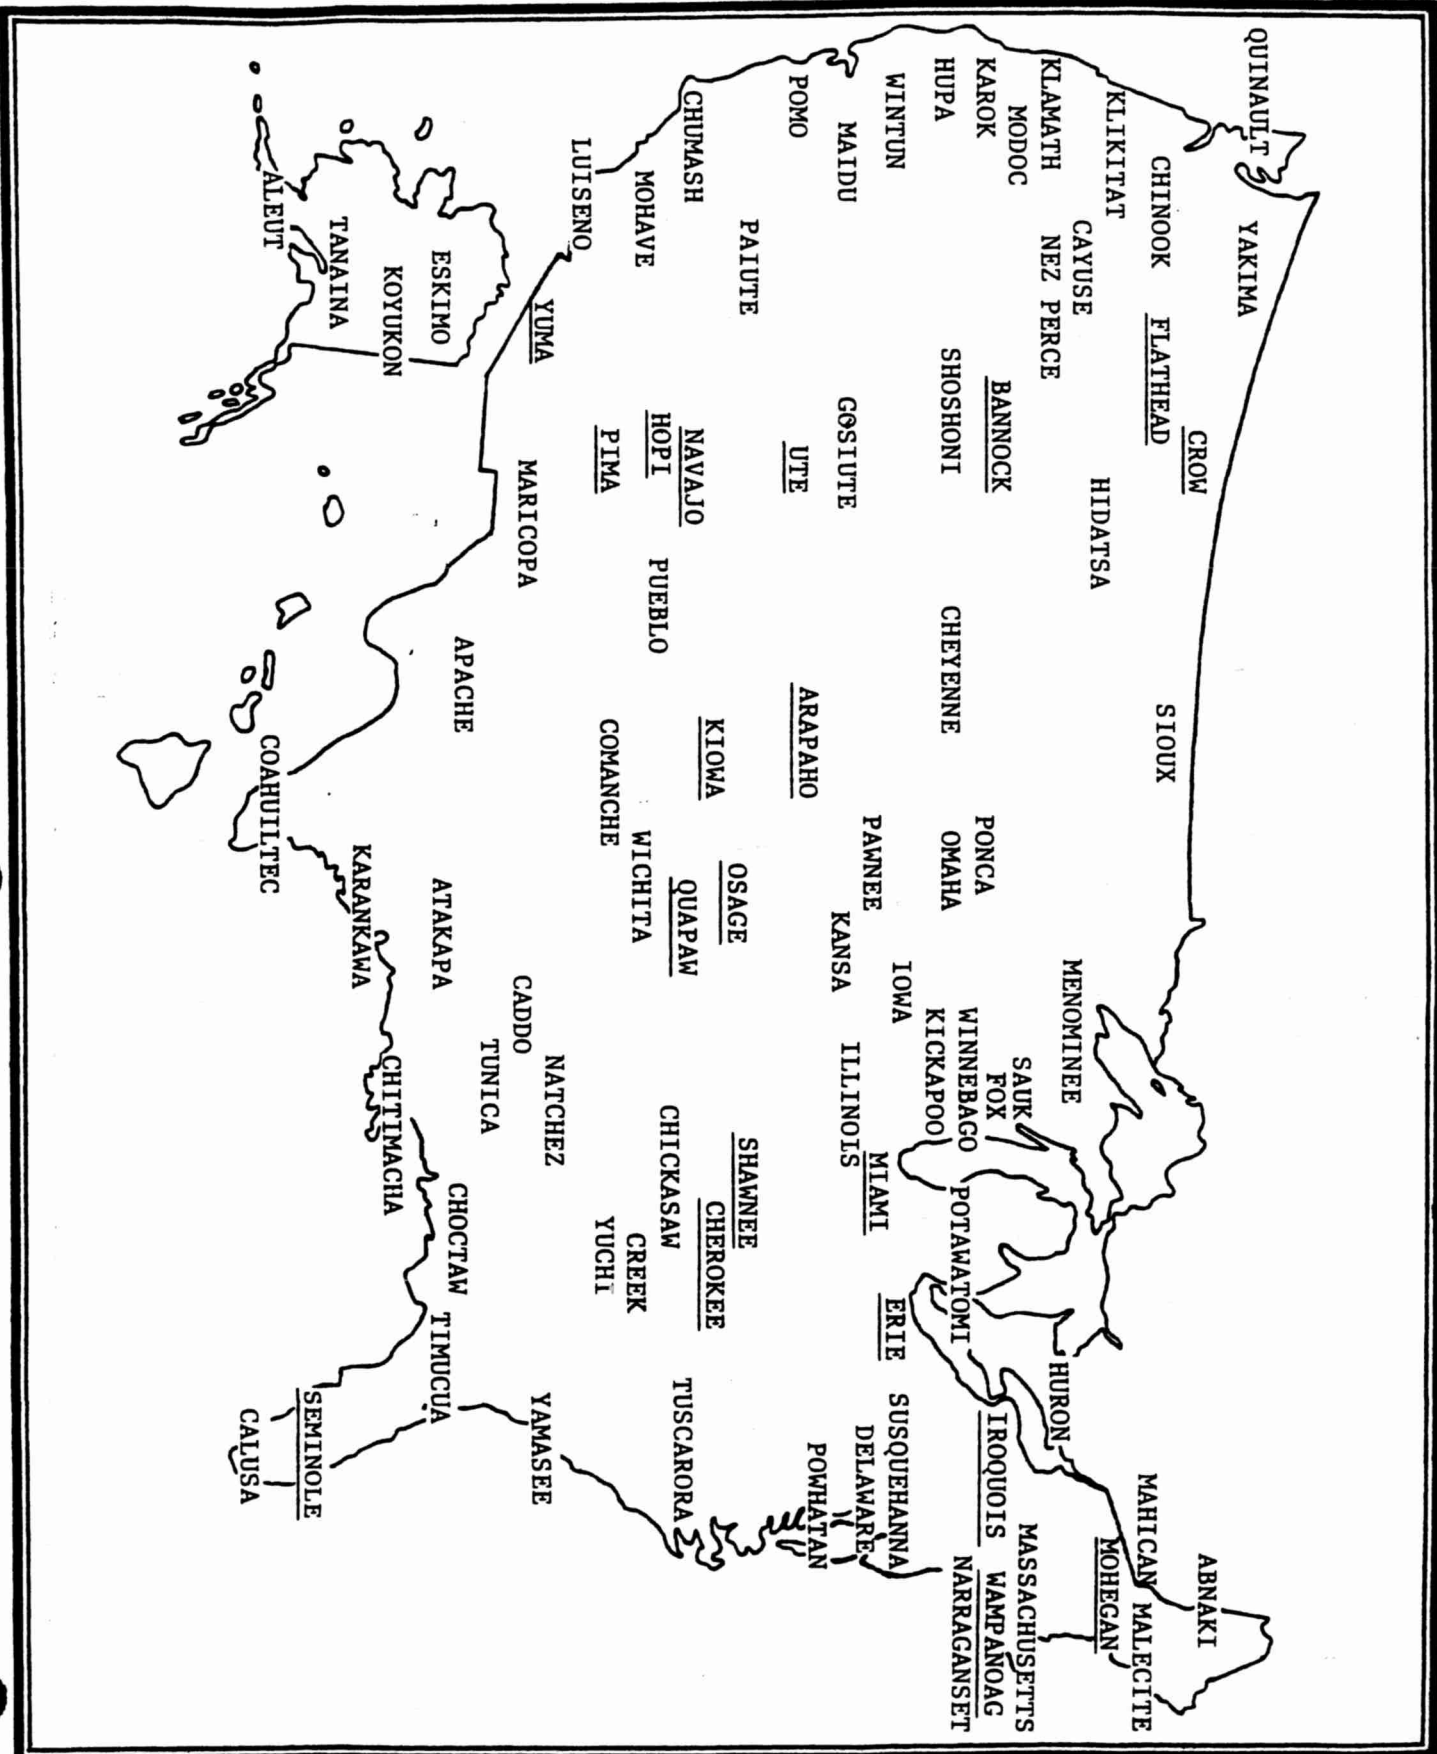 QUINAULT
YAKIMA
CHINOOK
FLATHEAD
CROW
KLIKITAT
CAYUSE
NEZ PERCE
HIDATSA
SIOUX
KLAMATH
MODOC
KAROK
HUPA
BANNOCK
SHOSHONI
CHEYENNE
PONCA
OMAHA
WINTUN
MAIDU
POMO
GOSIUTE
UTE
ARAPAHO
PAWNEE
KANSA
IOWA
MENOMINEE
SAUK
FOX
WINNEBAGO
KICKAPOO
ILLINOLS
MIAMI
POTAWATOMI
ERIE
HURON
IROQUOIS
SUSQUEHANNA
DELAWARE
POWHATAN
ABNAKI
MAHICAN
MALECITE
MOHEGAN
MASSACHUSETTS
WAMPANOAG
NARRAGANSET
PAIUTE
CHUMASH
MOHAVE
LUISENO
YUMA
NAVAJO
HOPI
PIMA
MARICOPA
PUEBLO
APACHE
KIOWA
COMANCHE
WICHITA
OSAGE
QUAPAW
SHAWNEE
CHEROKEE
CHICKASAW
CREEK
YUCHI
TUSCARORA
YAMASEE
NATCHEZ
CADDO
TUNICA
ATAKAPA
KARANKAWA
COAHUILTEC
CHITIMACHA
CHOCTAW
TIMUCUA
SEMINOLE
CALUSA
ESKIMO
KOYUKON
TANAINA
ALEUT